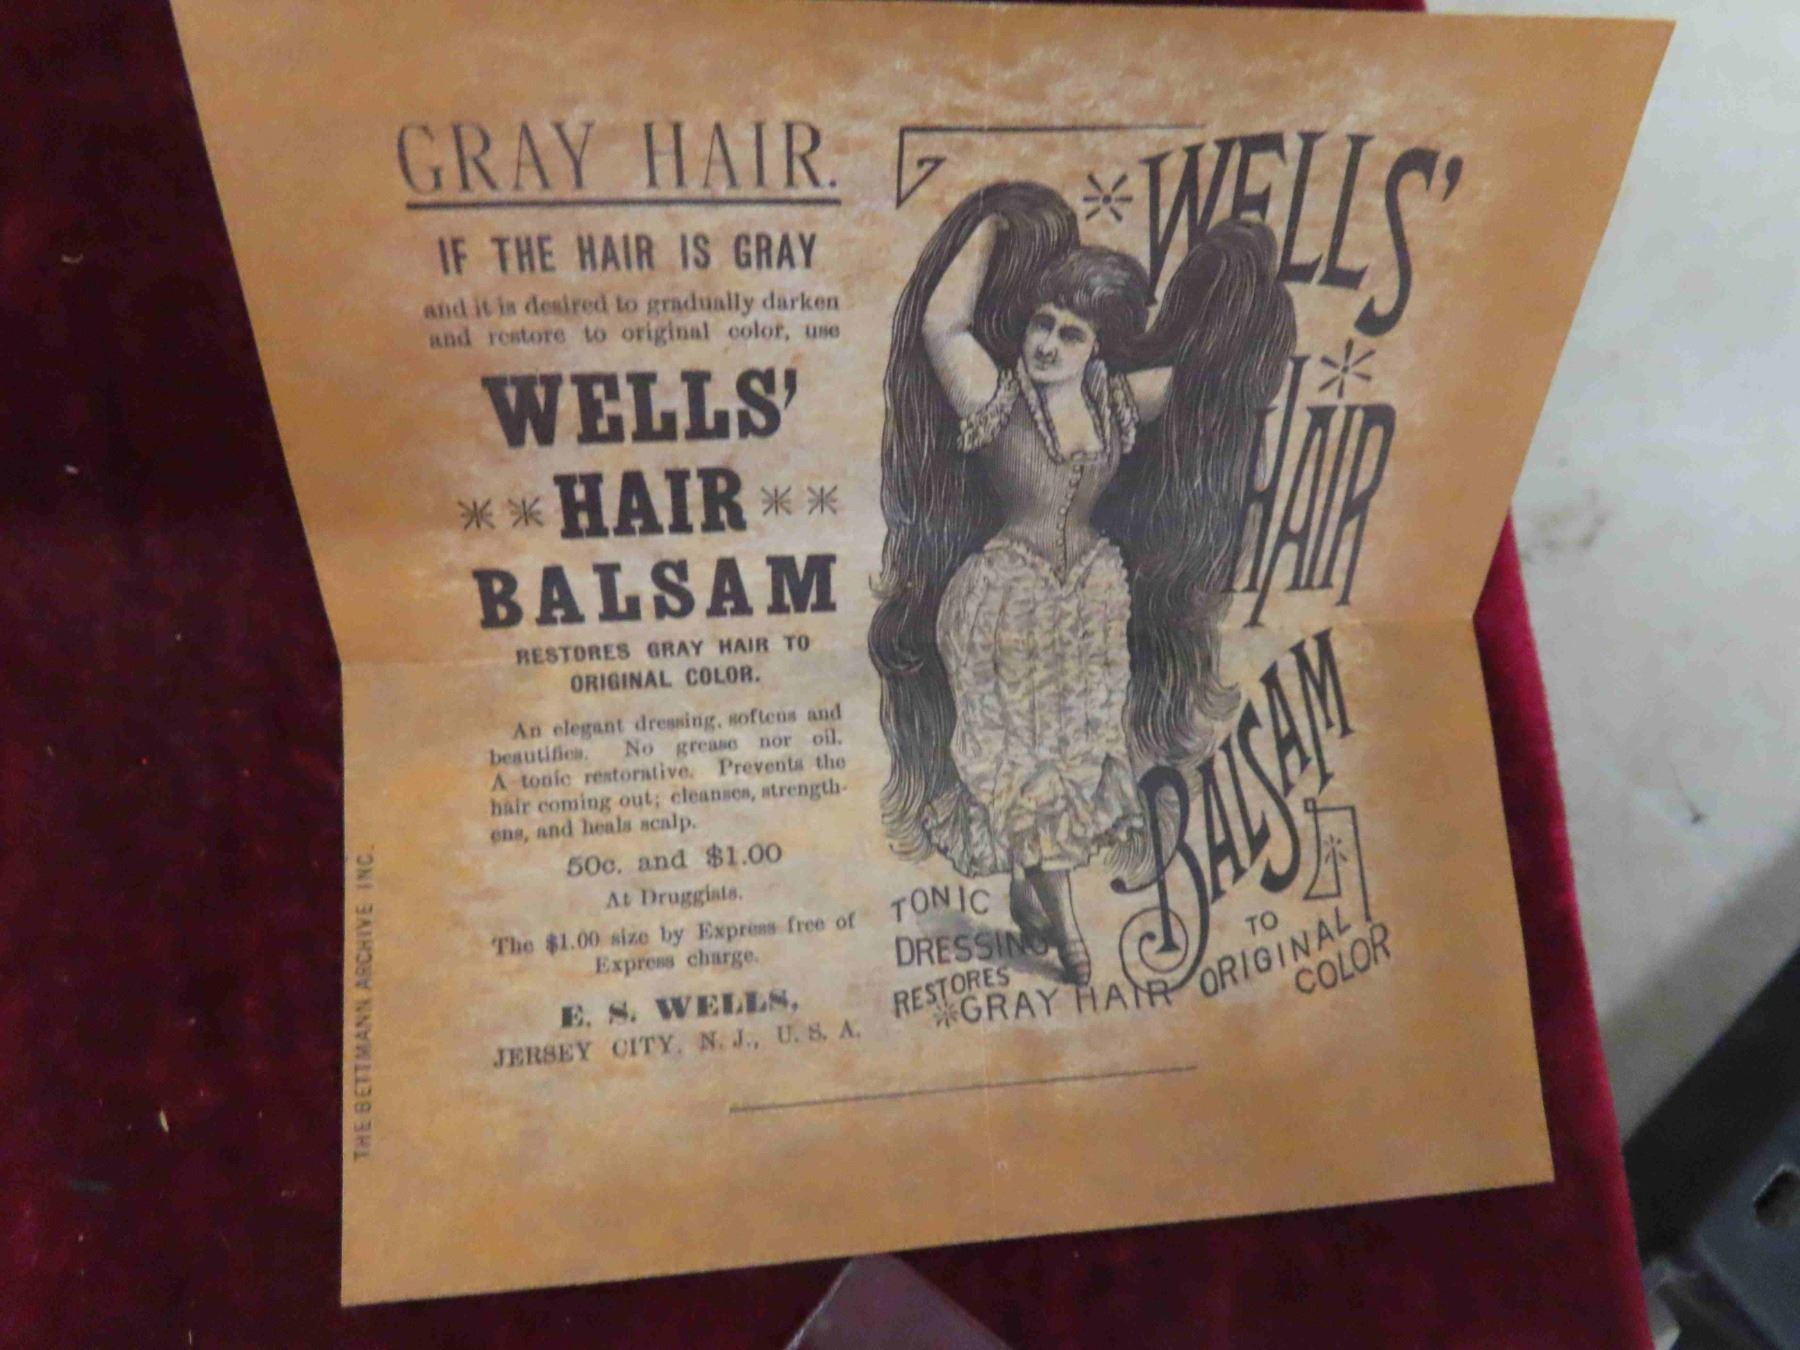 GRAY HAIR.
IF THE HAIR IS GRAY
and it is desired to gradually darken
and restore to original color, use
WELLS'
HAIR
BALSAM
RESTORES GRAY HAIR TO
ORIGINAL COLOR.
An elegant dressing, softens and
beautifies. No grease nor oil.
A tonic restorative. Prevents the
hair coming out; cleanses, strength-
ens, and heals scalp.
50c. and $1.00
At Druggists.
The $1.00 size by Express free of
Express charge.
E. S. WELLS,
JERSEY CITY, N. J., U. S. A.
THE BETTMANN ARCHIVE INC.
WELLS'
HAIR
BALSAM
TONIC
DRESSING
RESTORES
GRAY HAIR
TO
ORIGINAL
COLOR